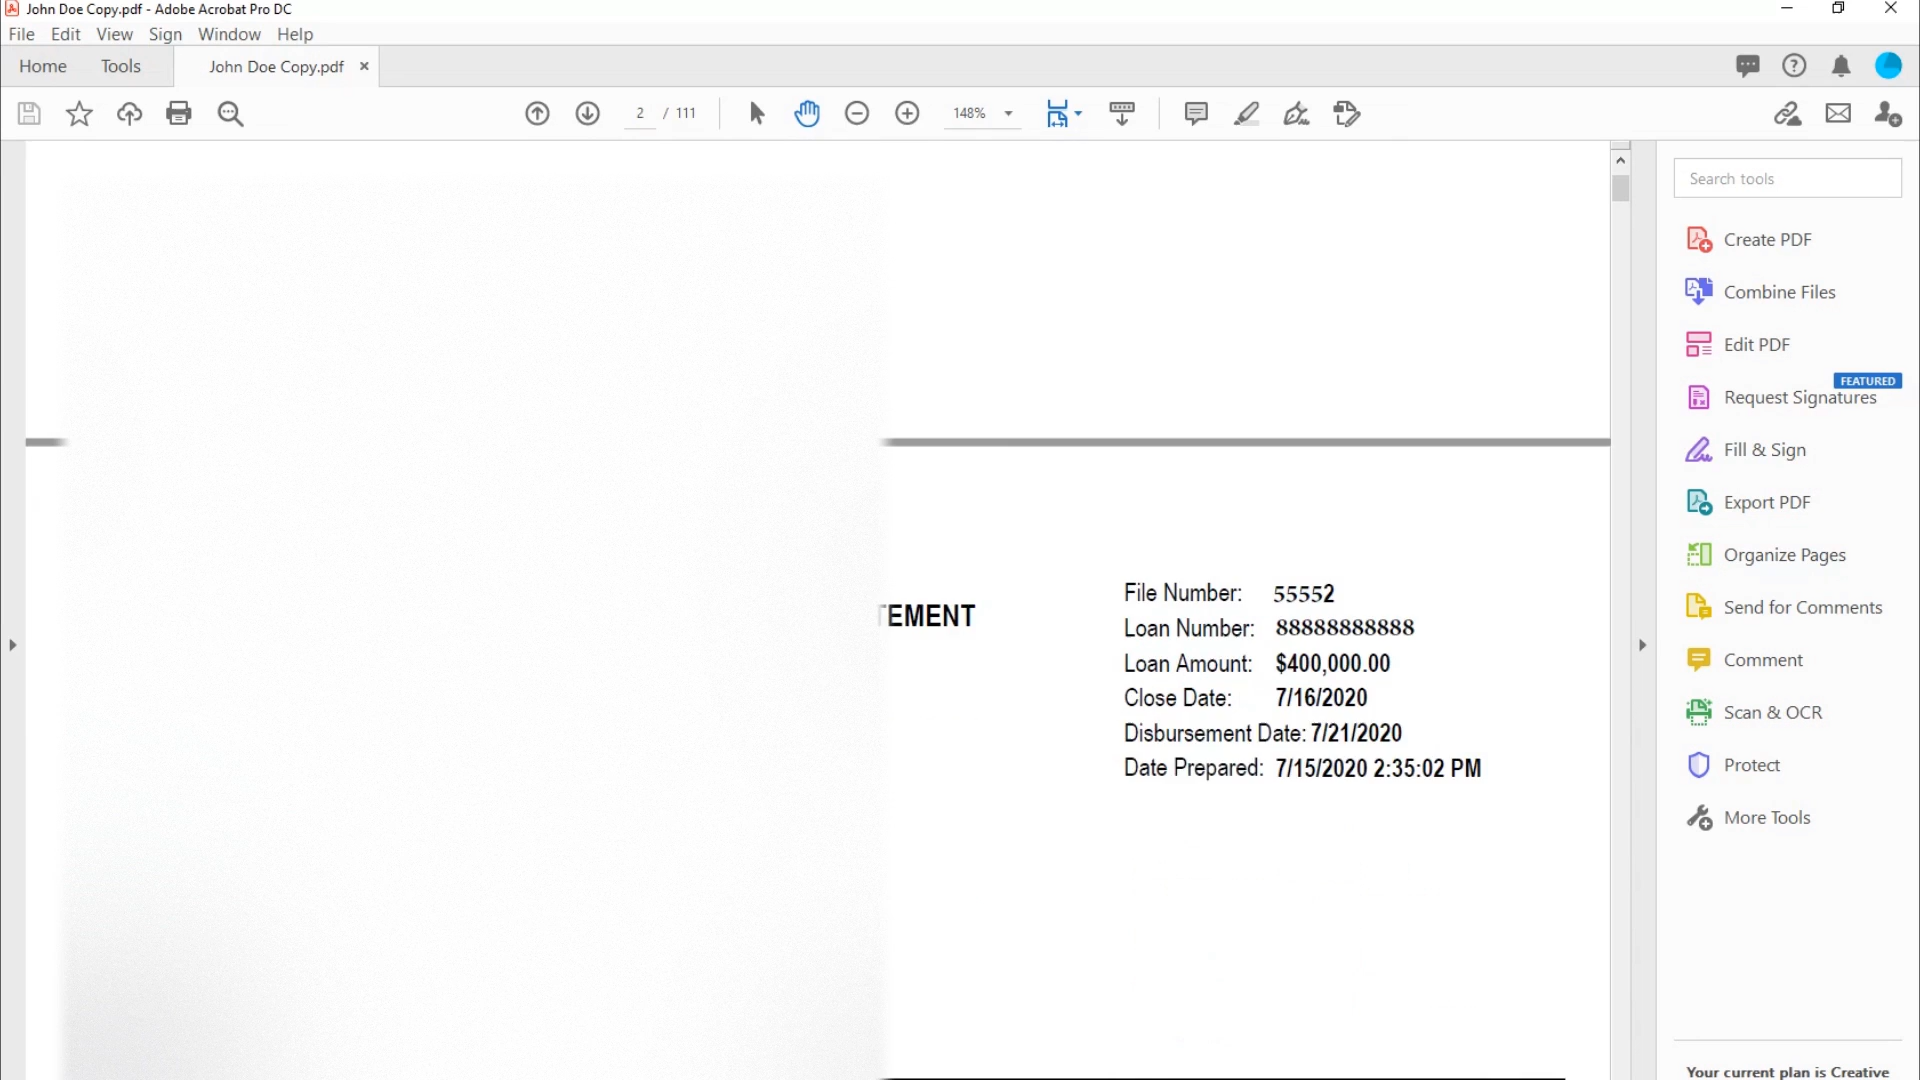 John Doe Copy.pdf - Adobe Acrobat Pro DC
File Edit View Sign Window Help
Home Tools John Doe Copy.pdf
2 / 111 148%
Search tools
Create PDF
Combine Files
Edit PDF
FEATURED
Request Signatures
Fill & Sign
Export PDF
Organize Pages
Send for Comments
Comment
Scan & OCR
Protect
More Tools
Your current plan is Creative
TEMENT
File Number: 55552
Loan Number: 88888888888
Loan Amount: $400,000.00
Close Date: 7/16/2020
Disbursement Date: 7/21/2020
Date Prepared: 7/15/2020 2:35:02 PM